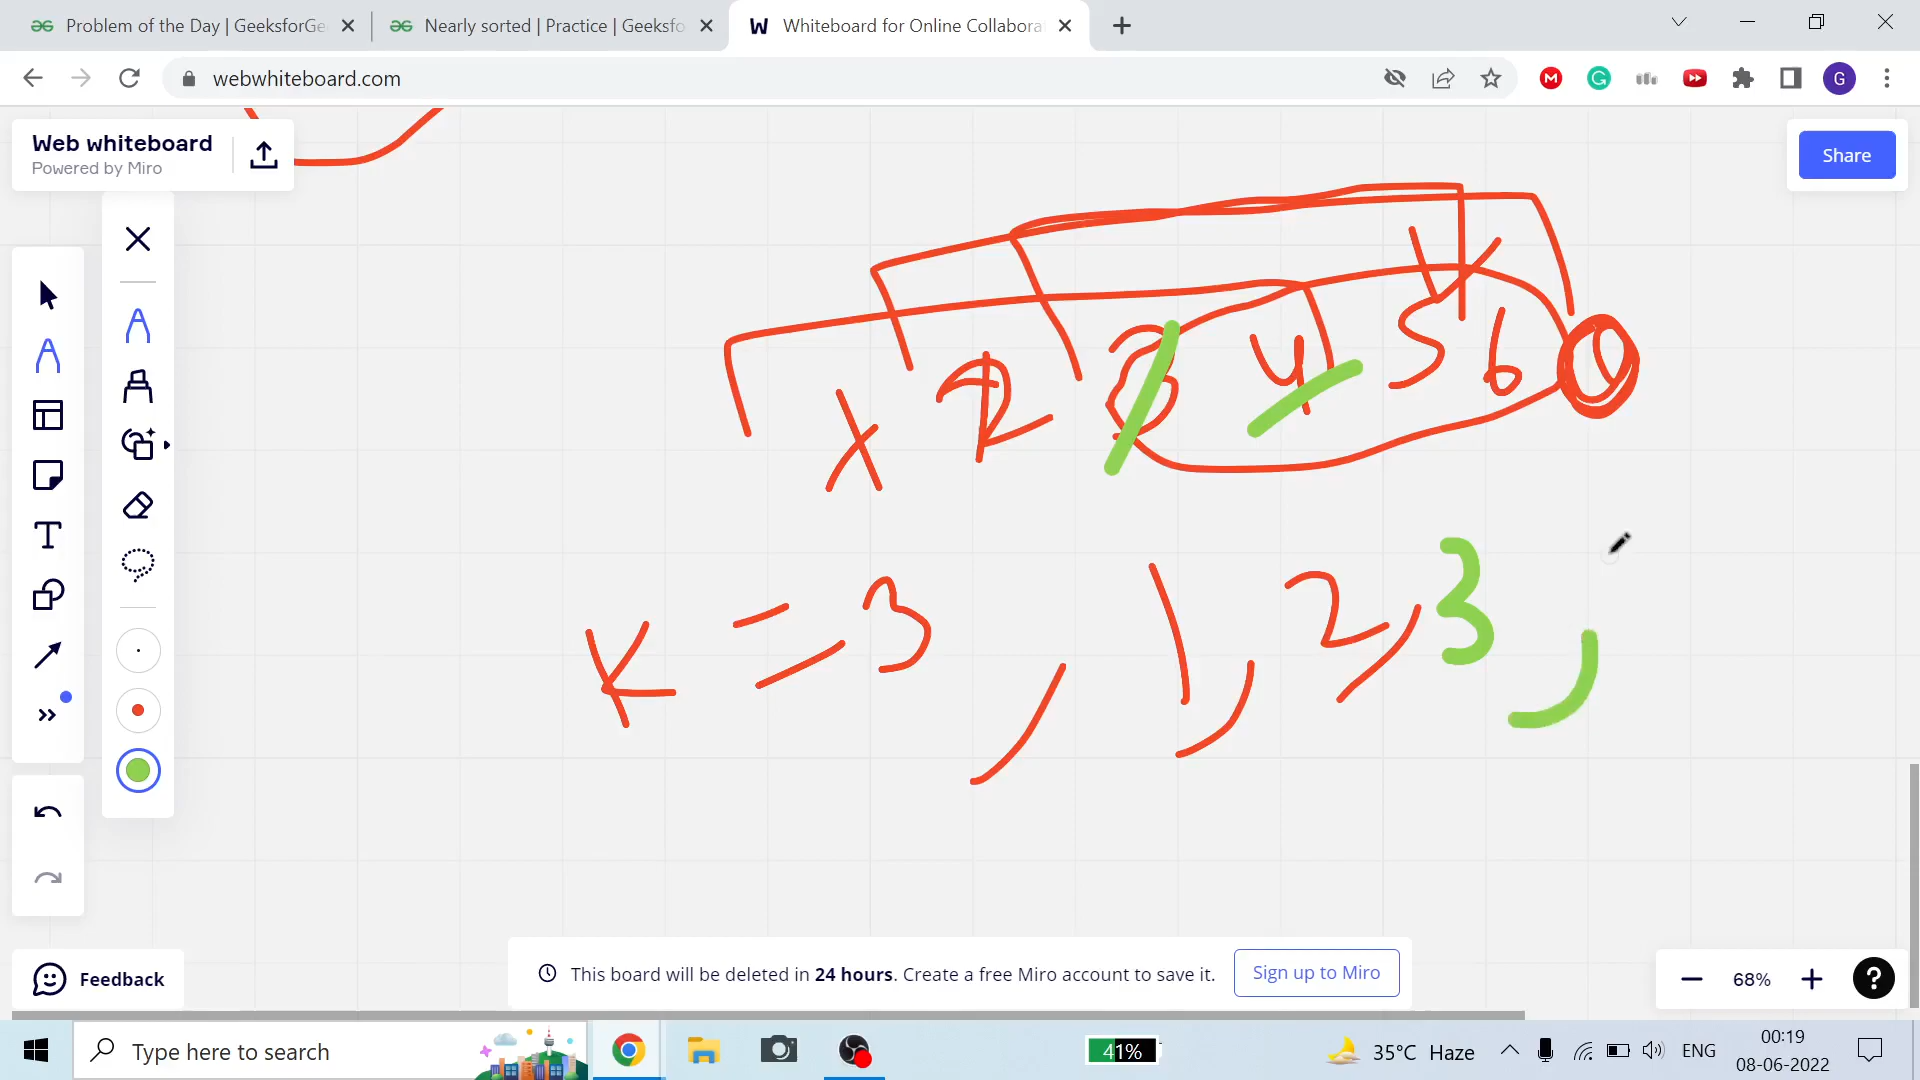 Problem of the Day | GeeksforGe
Nearly sorted | Practice | Geeksfo
Whiteboard for Online Collabora
webwhiteboard.com
G
Web whiteboard
Powered by Miro
Share
2 3 4 5 6
K = 3 , 1, 2, 3 ,
T
Feedback
This board will be deleted in 24 hours. Create a free Miro account to save it.
Sign up to Miro
68%
?
Type here to search
41%
35°C Haze
ENG
00:19
08-06-2022